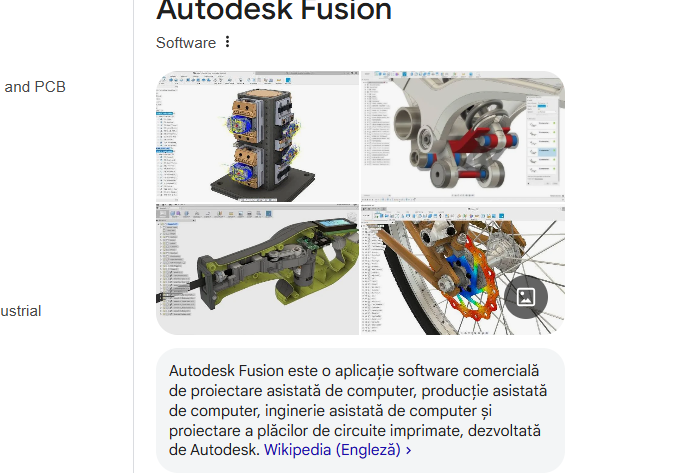 Autodesk Fusion
Software
and PCB
ustrial
Autodesk Fusion este o aplicație software comercială
de proiectare asistată de computer, producție asistată
de computer, inginerie asistată de computer și
proiectare a plăcilor de circuite imprimate, dezvoltată
de Autodesk. Wikipedia (Engleză) ›